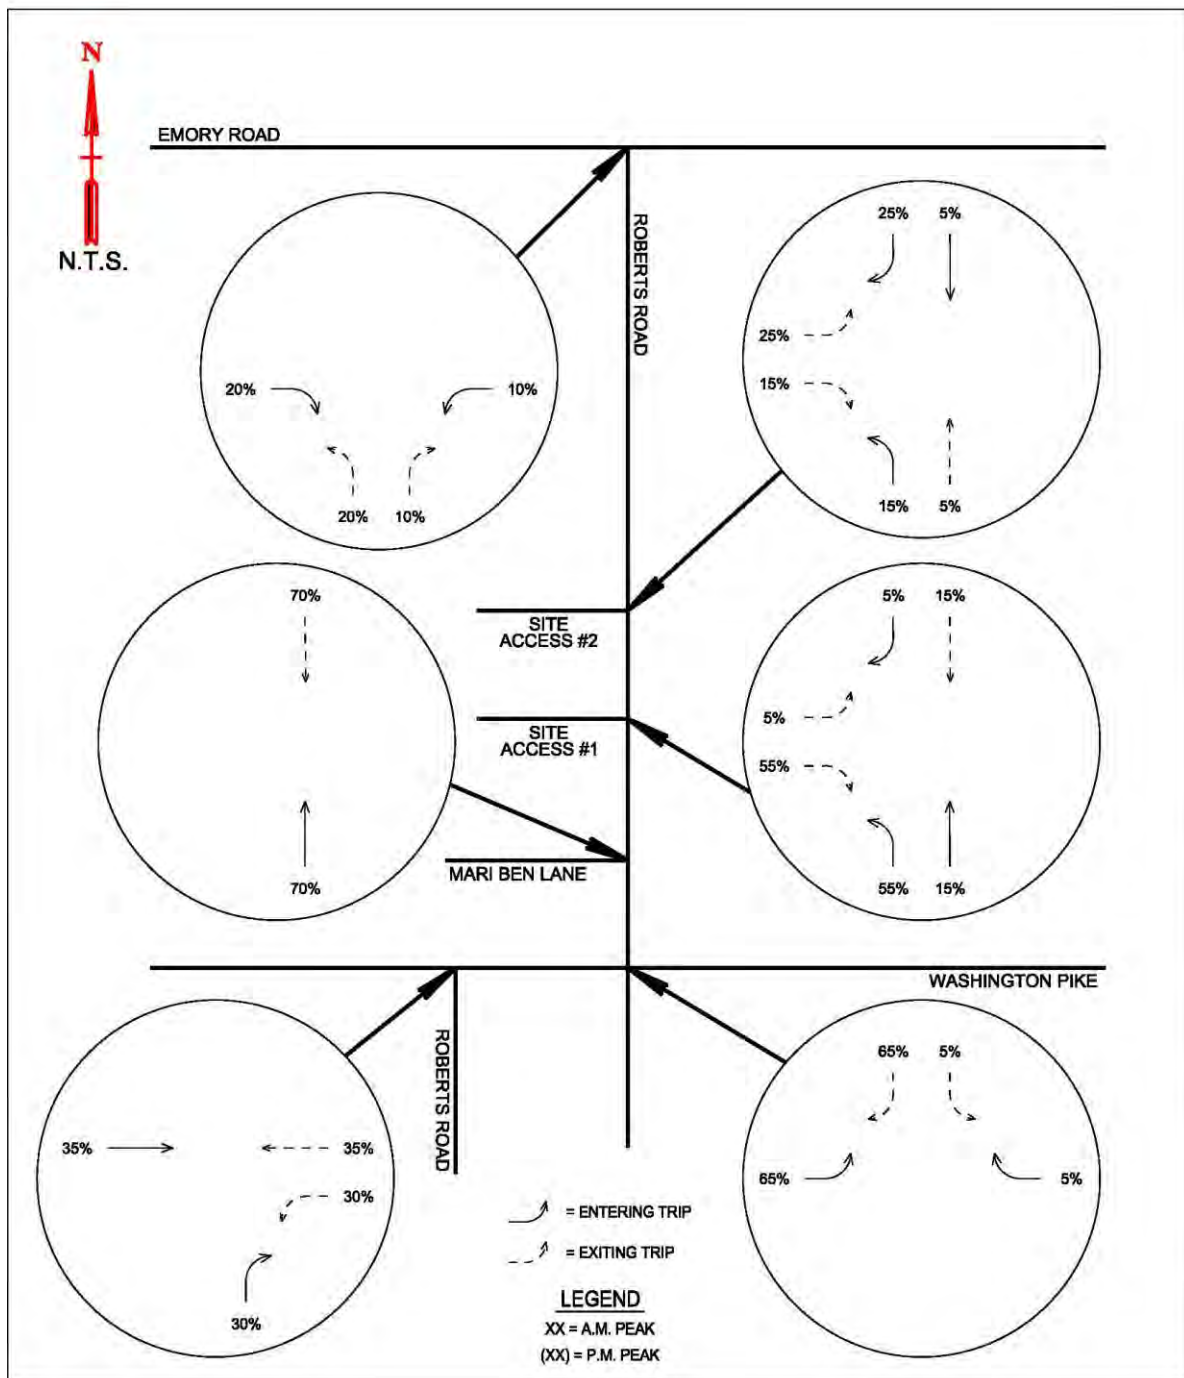 N
N.T.S.
EMORY ROAD
ROBERTS ROAD
20%
10%
20%
10%
25%
5%
25%
15%
15%
5%
SITE
ACCESS #2
70%
70%
SITE
ACCESS #1
5%
15%
5%
55%
55%
15%
MARI BEN LANE
WASHINGTON PIKE
ROBERTS ROAD
35%
35%
30%
30%
65%
5%
65%
5%
= ENTERING TRIP
= EXITING TRIP
LEGEND
XX = A.M. PEAK
(XX) = P.M. PEAK